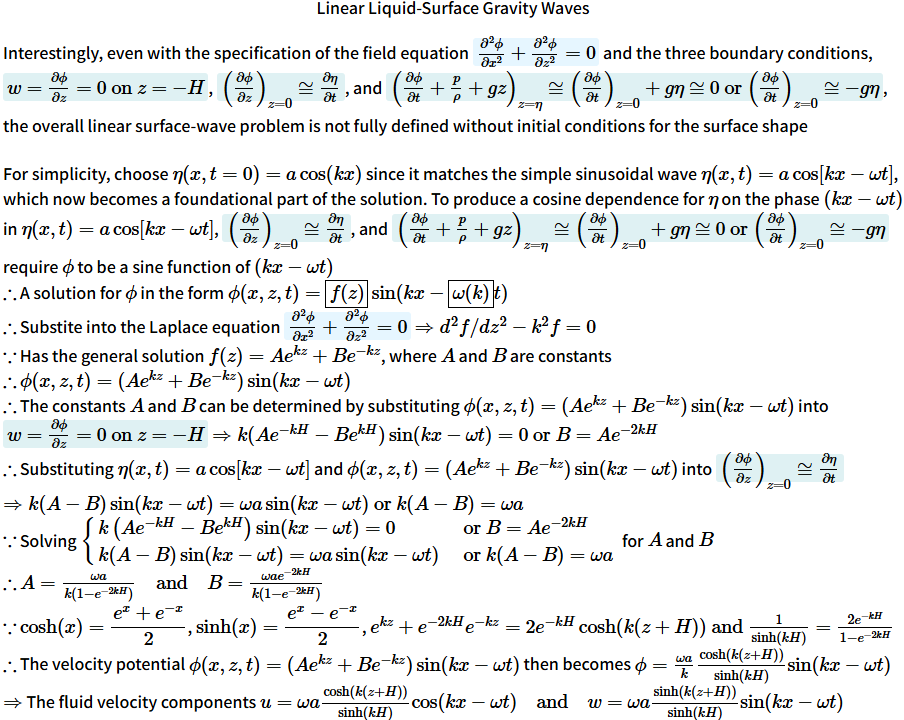 Linear Liquid-Surface Gravity Waves
Interestingly, even with the specification of the field equation $\frac{\partial^2\phi}{\partial x^2} + \frac{\partial^2\phi}{\partial z^2} = 0$ and the three boundary conditions,
$w = \frac{\partial\phi}{\partial z} = 0$ on $z = -H$, $\left(\frac{\partial\phi}{\partial z}\right)_{z=0} \cong \frac{\partial\eta}{\partial t}$, and $\left(\frac{\partial\phi}{\partial t} + \frac{p}{\rho} + gz\right)_{z=\eta} \cong \left(\frac{\partial\phi}{\partial t}\right)_{z=0} + g\eta \cong 0$ or $\left(\frac{\partial\phi}{\partial t}\right)_{z=0} \cong -g\eta$,
the overall linear surface-wave problem is not fully defined without initial conditions for the surface shape
For simplicity, choose $\eta(x, t = 0) = a\cos(kx)$ since it matches the simple sinusoidal wave $\eta(x, t) = a\cos[kx - \omega t]$,
which now becomes a foundational part of the solution. To produce a cosine dependence for $\eta$ on the phase $(kx - \omega t)$
in $\eta(x, t) = a\cos[kx - \omega t]$, $\left(\frac{\partial\phi}{\partial z}\right)_{z=0} \cong \frac{\partial\eta}{\partial t}$, and $\left(\frac{\partial\phi}{\partial t} + \frac{p}{\rho} + gz\right)_{z=\eta} \cong \left(\frac{\partial\phi}{\partial t}\right)_{z=0} + g\eta \cong 0$ or $\left(\frac{\partial\phi}{\partial t}\right)_{z=0} \cong -g\eta$
require $\phi$ to be a sine function of $(kx - \omega t)$
∴ A solution for $\phi$ in the form $\phi(x, z, t) = \boxed{f(z)}\sin(kx - \boxed{\omega(k)}t)$
∴ Substite into the Laplace equation $\frac{\partial^2\phi}{\partial x^2} + \frac{\partial^2\phi}{\partial z^2} = 0 \Rightarrow d^2f/dz^2 - k^2f = 0$
∵ Has the general solution $f(z) = Ae^{kz} + Be^{-kz}$, where $A$ and $B$ are constants
∴ $\phi(x, z, t) = (Ae^{kz} + Be^{-kz})\sin(kx - \omega t)$
∴ The constants $A$ and $B$ can be determined by substituting $\phi(x, z, t) = (Ae^{kz} + Be^{-kz})\sin(kx - \omega t)$ into
$w = \frac{\partial\phi}{\partial z} = 0$ on $z = -H \Rightarrow k(Ae^{-kH} - Be^{kH})\sin(kx - \omega t) = 0$ or $B = Ae^{-2kH}$
∴ Substituting $\eta(x, t) = a\cos[kx - \omega t]$ and $\phi(x, z, t) = (Ae^{kz} + Be^{-kz})\sin(kx - \omega t)$ into $\left(\frac{\partial\phi}{\partial z}\right)_{z=0} \cong \frac{\partial\eta}{\partial t}$
$\Rightarrow k(A - B)\sin(kx - \omega t) = \omega a\sin(kx - \omega t)$ or $k(A - B) = \omega a$
∵ Solving $\begin{cases} k\left(Ae^{-kH} - Be^{kH}\right)\sin(kx - \omega t) = 0 & \text{or } B = Ae^{-2kH} \\ k(A - B)\sin(kx - \omega t) = \omega a\sin(kx - \omega t) & \text{or } k(A - B) = \omega a \end{cases}$ for $A$ and $B$
∴ $A = \frac{\omega a}{k(1-e^{-2kH})}$ and $B = \frac{\omega ae^{-2kH}}{k(1-e^{-2kH})}$
∵ $\cosh(x) = \frac{e^x + e^{-x}}{2}, \sinh(x) = \frac{e^x - e^{-x}}{2}, e^{kz} + e^{-2kH}e^{-kz} = 2e^{-kH}\cosh(k(z + H))$ and $\frac{1}{\sinh(kH)} = \frac{2e^{-kH}}{1-e^{-2kH}}$
∴ The velocity potential $\phi(x, z, t) = (Ae^{kz} + Be^{-kz})\sin(kx - \omega t)$ then becomes $\phi = \frac{\omega a}{k}\frac{\cosh(k(z+H))}{\sinh(kH)}\sin(kx - \omega t)$
⇒ The fluid velocity components $u = \omega a\frac{\cosh(k(z+H))}{\sinh(kH)}\cos(kx - \omega t)$ and $w = \omega a\frac{\sinh(k(z+H))}{\sinh(kH)}\sin(kx - \omega t)$